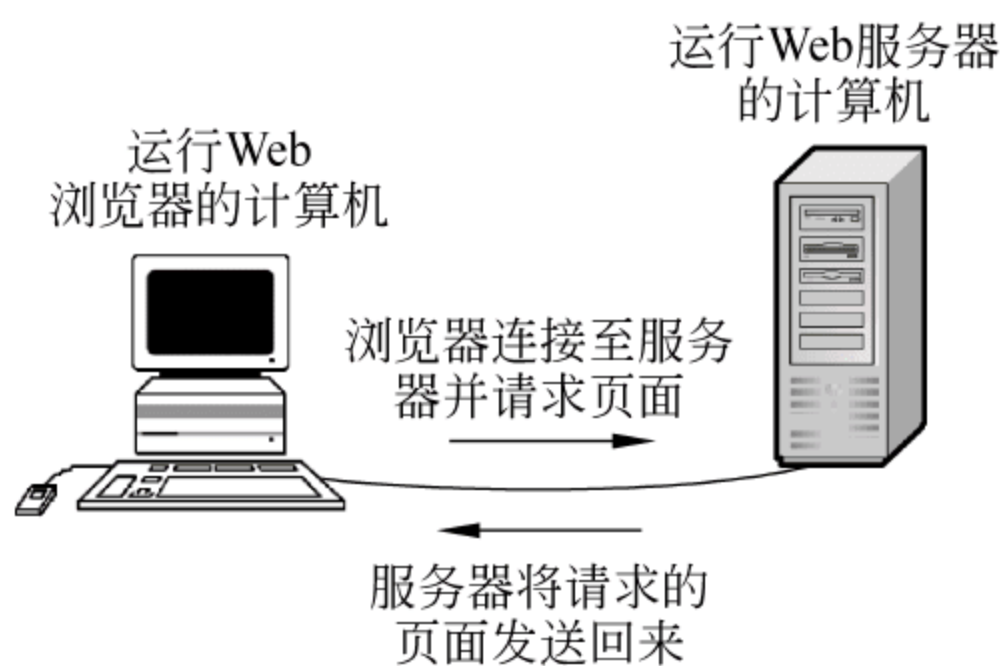 运行Web服务器
的计算机
运行Web
浏览器的计算机
浏览器连接至服务
器并请求页面
服务器将请求的
页面发送回来